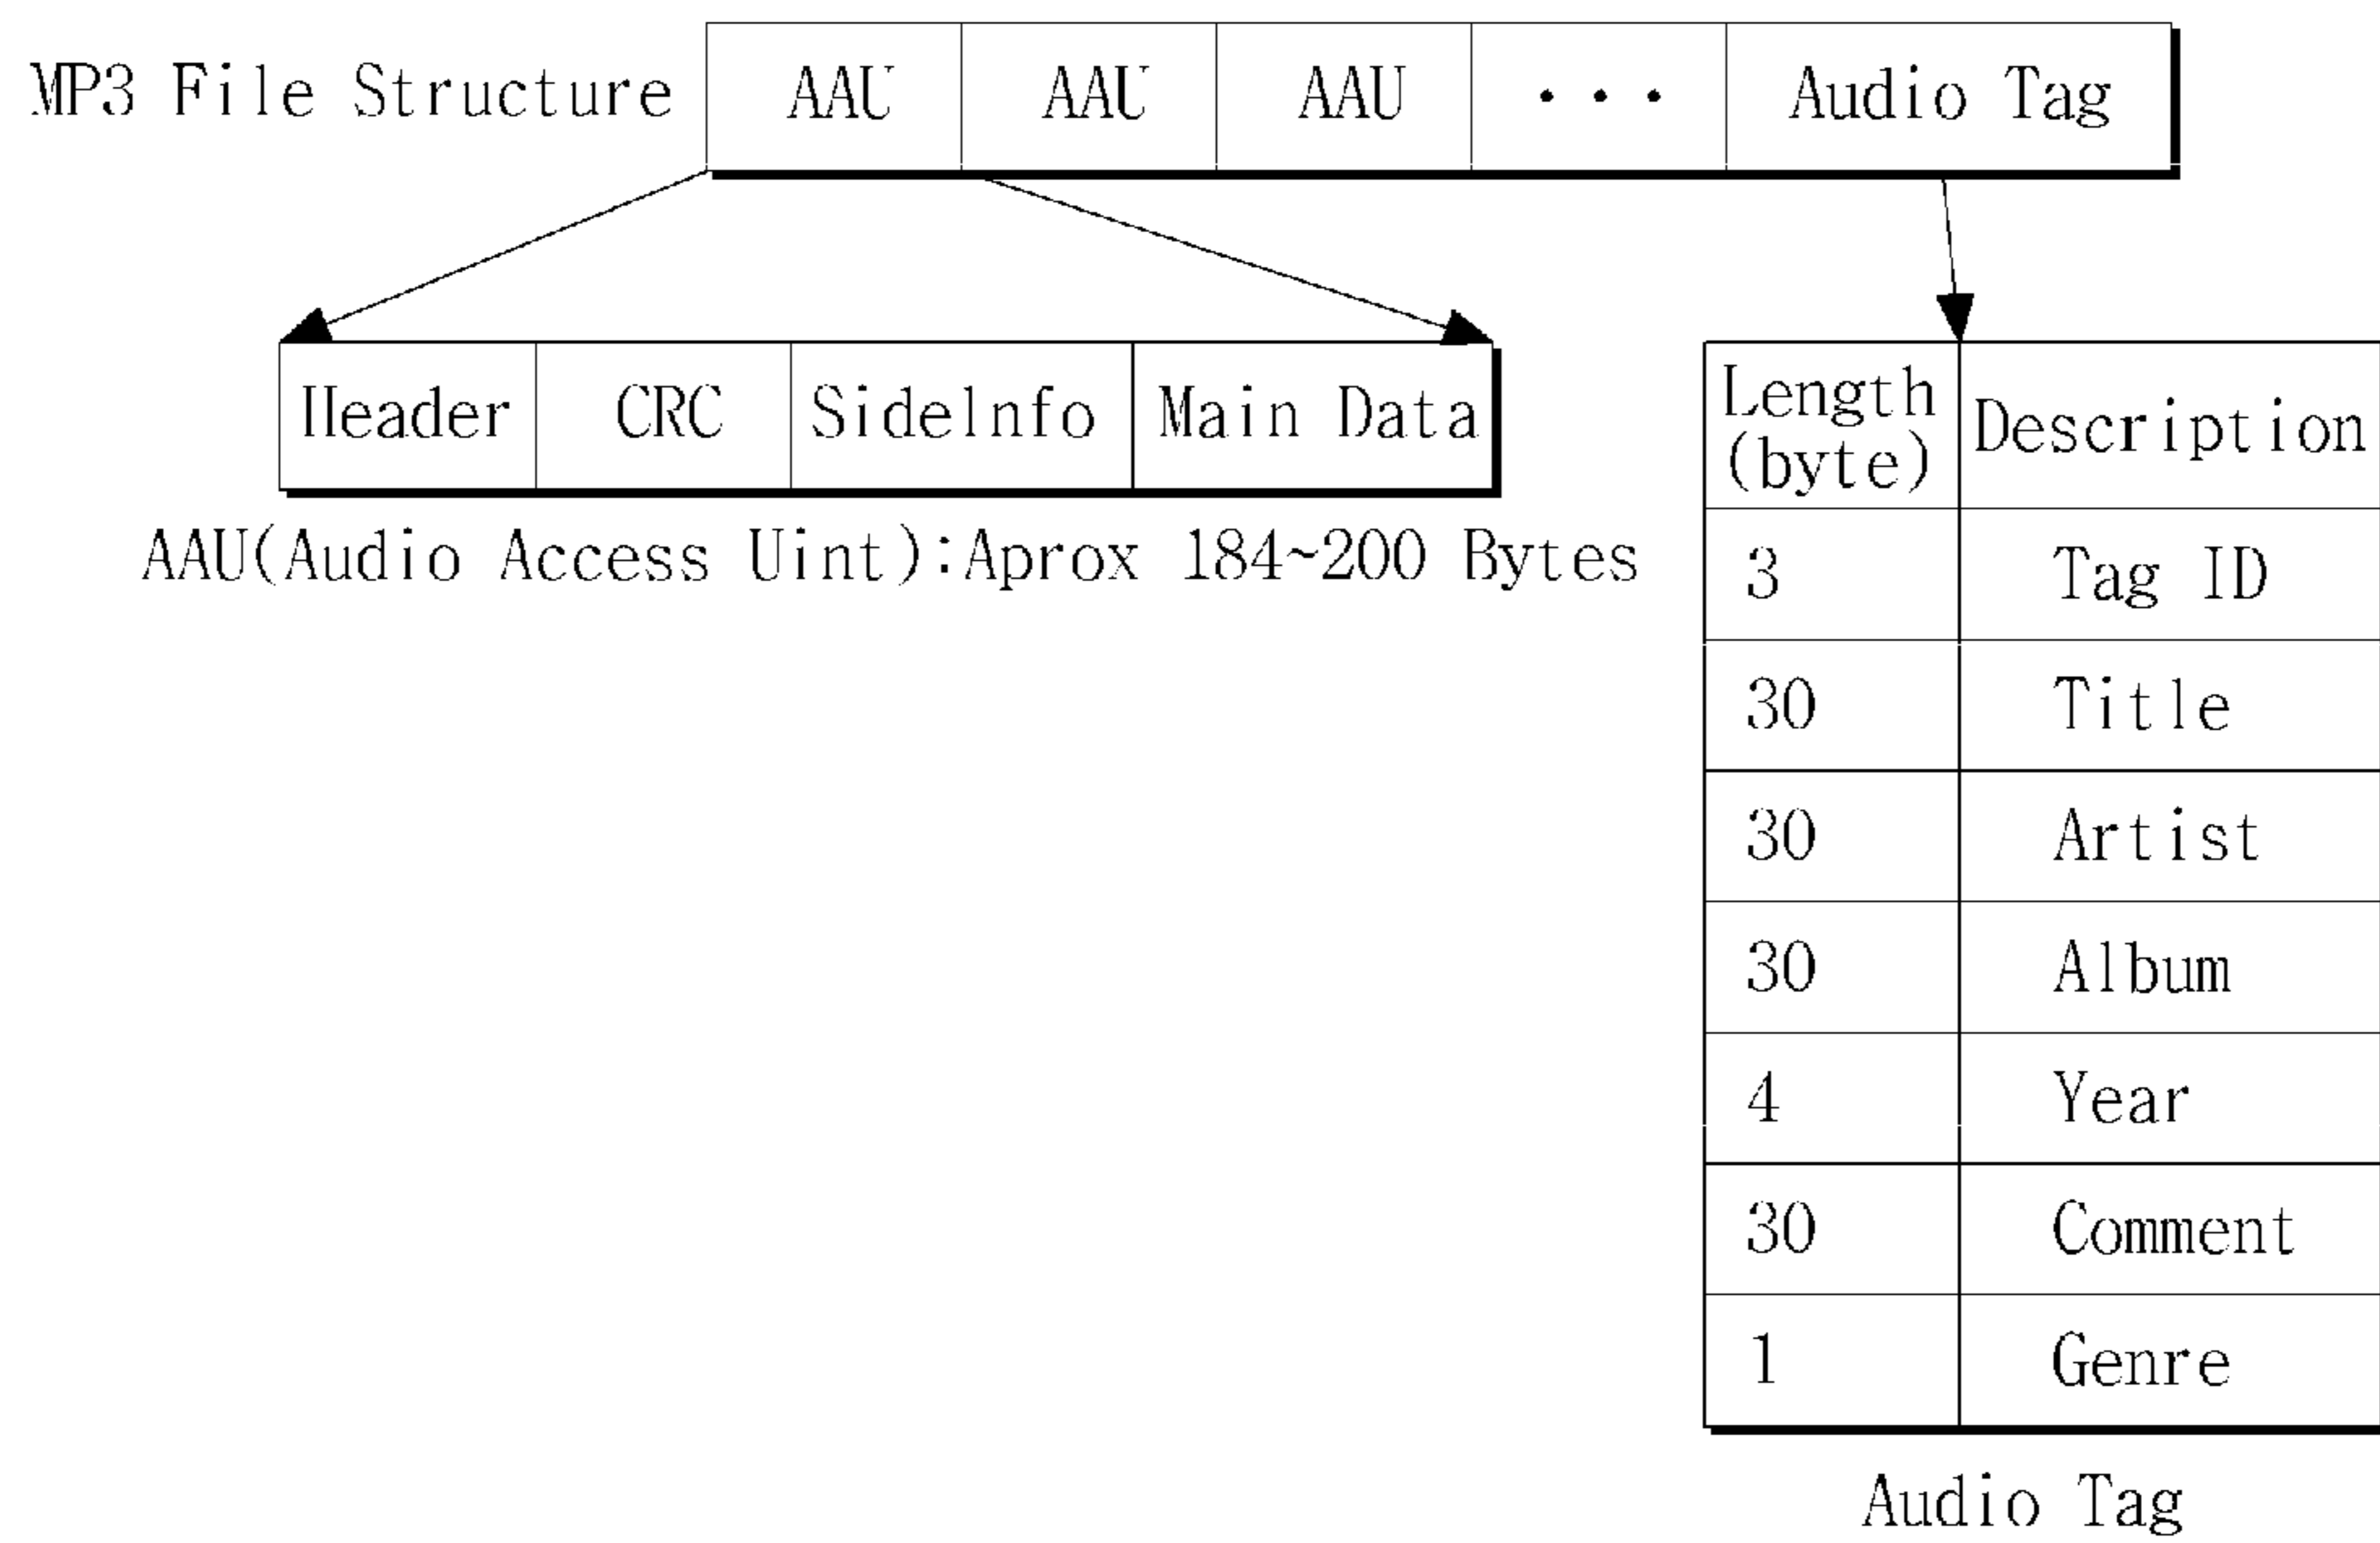 MP3 File Structure AAU AAU AAU ··· Audio Tag
Header CRC SideInfo Main Data
AAU(Audio Access Uint):Aprox 184~200 Bytes
Length (byte) Description
3 Tag ID
30 Title
30 Artist
30 Album
4 Year
30 Comment
1 Genre
Audio Tag